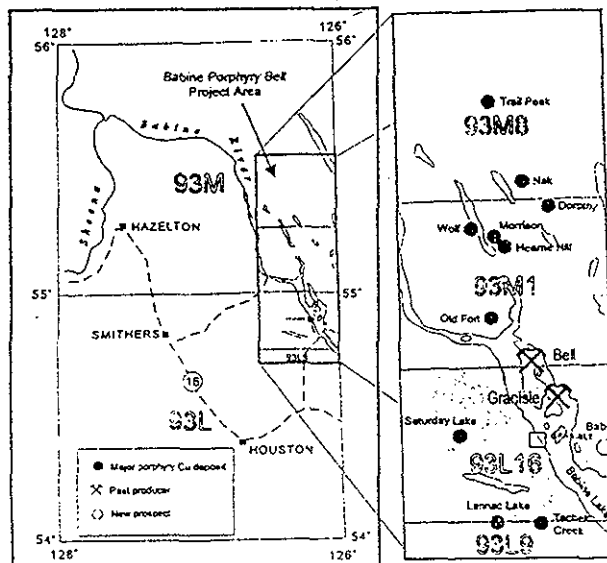 128°
126°
56°
56°
Babine Porphyry Belt
Project Area
Babine
River
Skeena
93M
HAZELTON
55°
55°
SMITHERS
93L9
16
93L
HOUSTON
Major porphyry Cu deposit
Past producer
New prospect
54°
54°
128°
126°
Trail Peak
93M8
Nak
Dorothy
Wolf
Morrison
Hearne Hill
93M1
Old Fort
Bell
Granisle
Saturday Lake
93L16
Babine Lake
Lennac Lake
Tachek
Creek
93L9